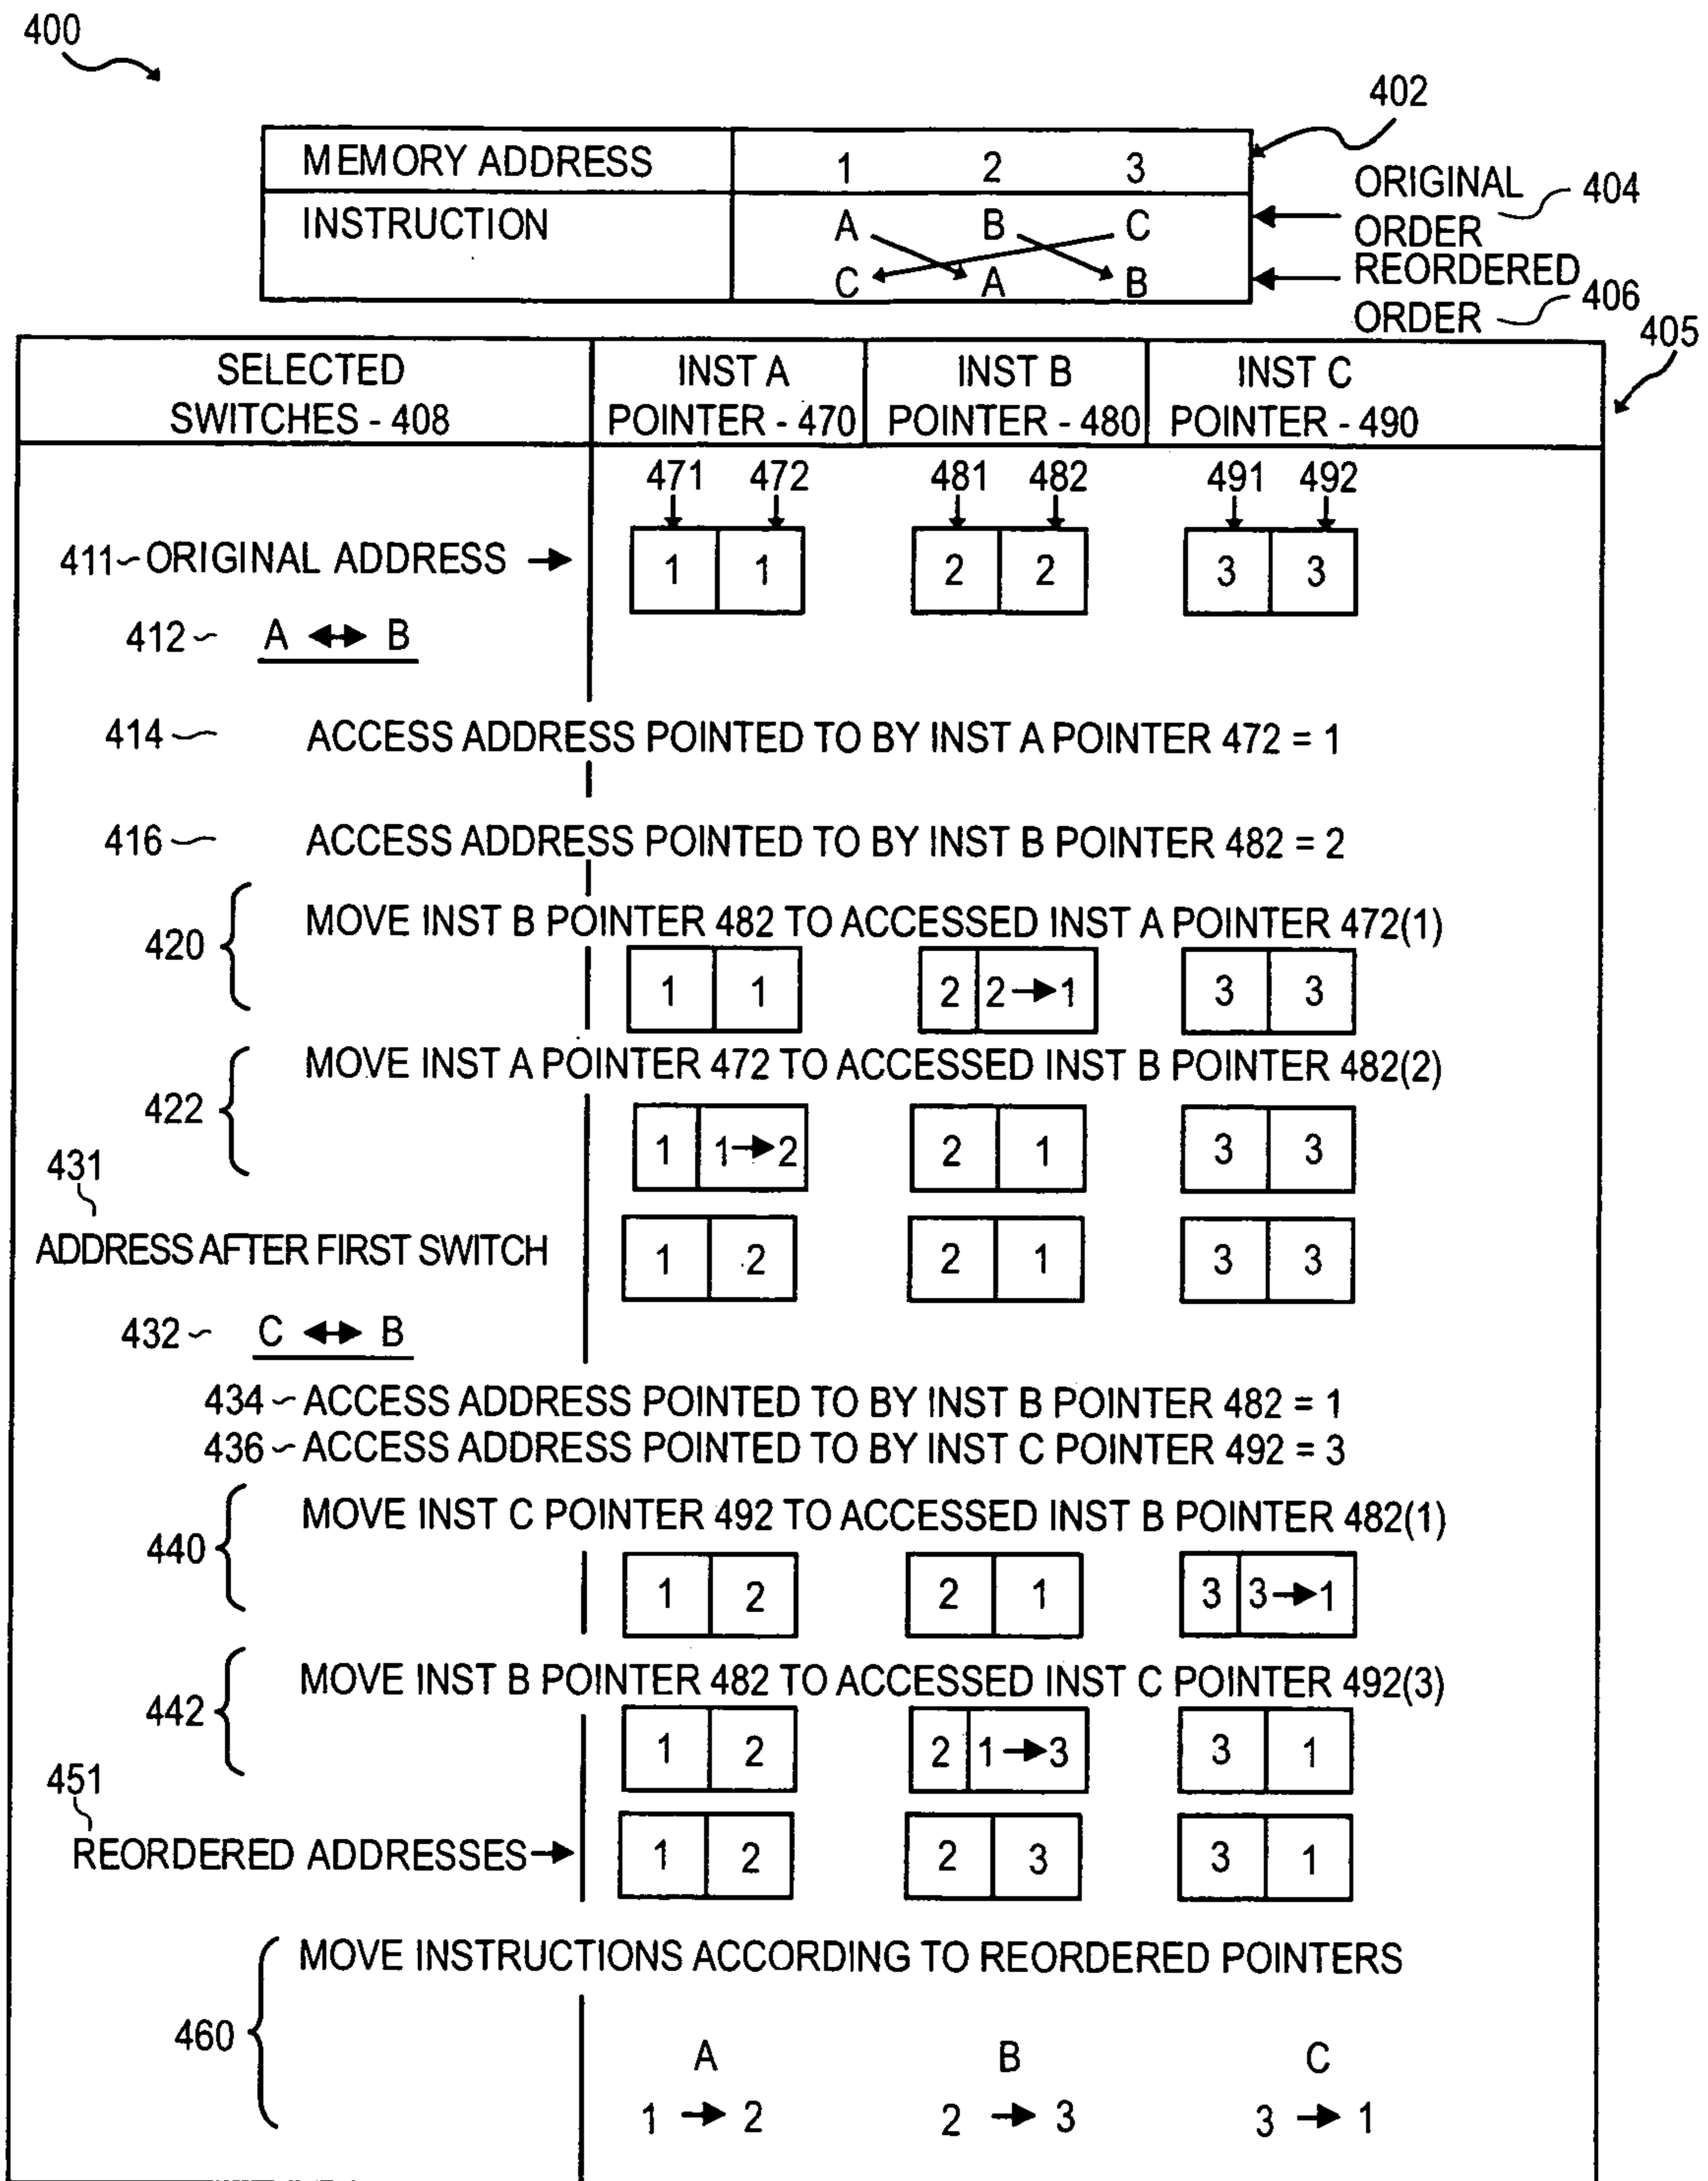 400
402
MEMORY ADDRESS 1 2 3
INSTRUCTION A B C
C A B
ORIGINAL ORDER 404
REORDERED ORDER 406
405
SELECTED SWITCHES - 408
INST A POINTER - 470
INST B POINTER - 480
INST C POINTER - 490
471 472 481 482 491 492
411 ORIGINAL ADDRESS → 1 1 2 2 3 3
412 A ↔ B
414 ACCESS ADDRESS POINTED TO BY INST A POINTER 472 = 1
416 ACCESS ADDRESS POINTED TO BY INST B POINTER 482 = 2
420 MOVE INST B POINTER 482 TO ACCESSED INST A POINTER 472(1)
1 1 2 2→1 3 3
422 MOVE INST A POINTER 472 TO ACCESSED INST B POINTER 482(2)
1 1→2 2 1 3 3
431
ADDRESS AFTER FIRST SWITCH 1 2 2 1 3 3
432 C ↔ B
434 ACCESS ADDRESS POINTED TO BY INST B POINTER 482 = 1
436 ACCESS ADDRESS POINTED TO BY INST C POINTER 492 = 3
440 MOVE INST C POINTER 492 TO ACCESSED INST B POINTER 482(1)
1 2 2 1 3 3→1
442 MOVE INST B POINTER 482 TO ACCESSED INST C POINTER 492(3)
1 2 2 1→3 3 1
451
REORDERED ADDRESSES→ 1 2 2 3 3 1
460 MOVE INSTRUCTIONS ACCORDING TO REORDERED POINTERS
A B C
1 → 2 2 → 3 3 → 1